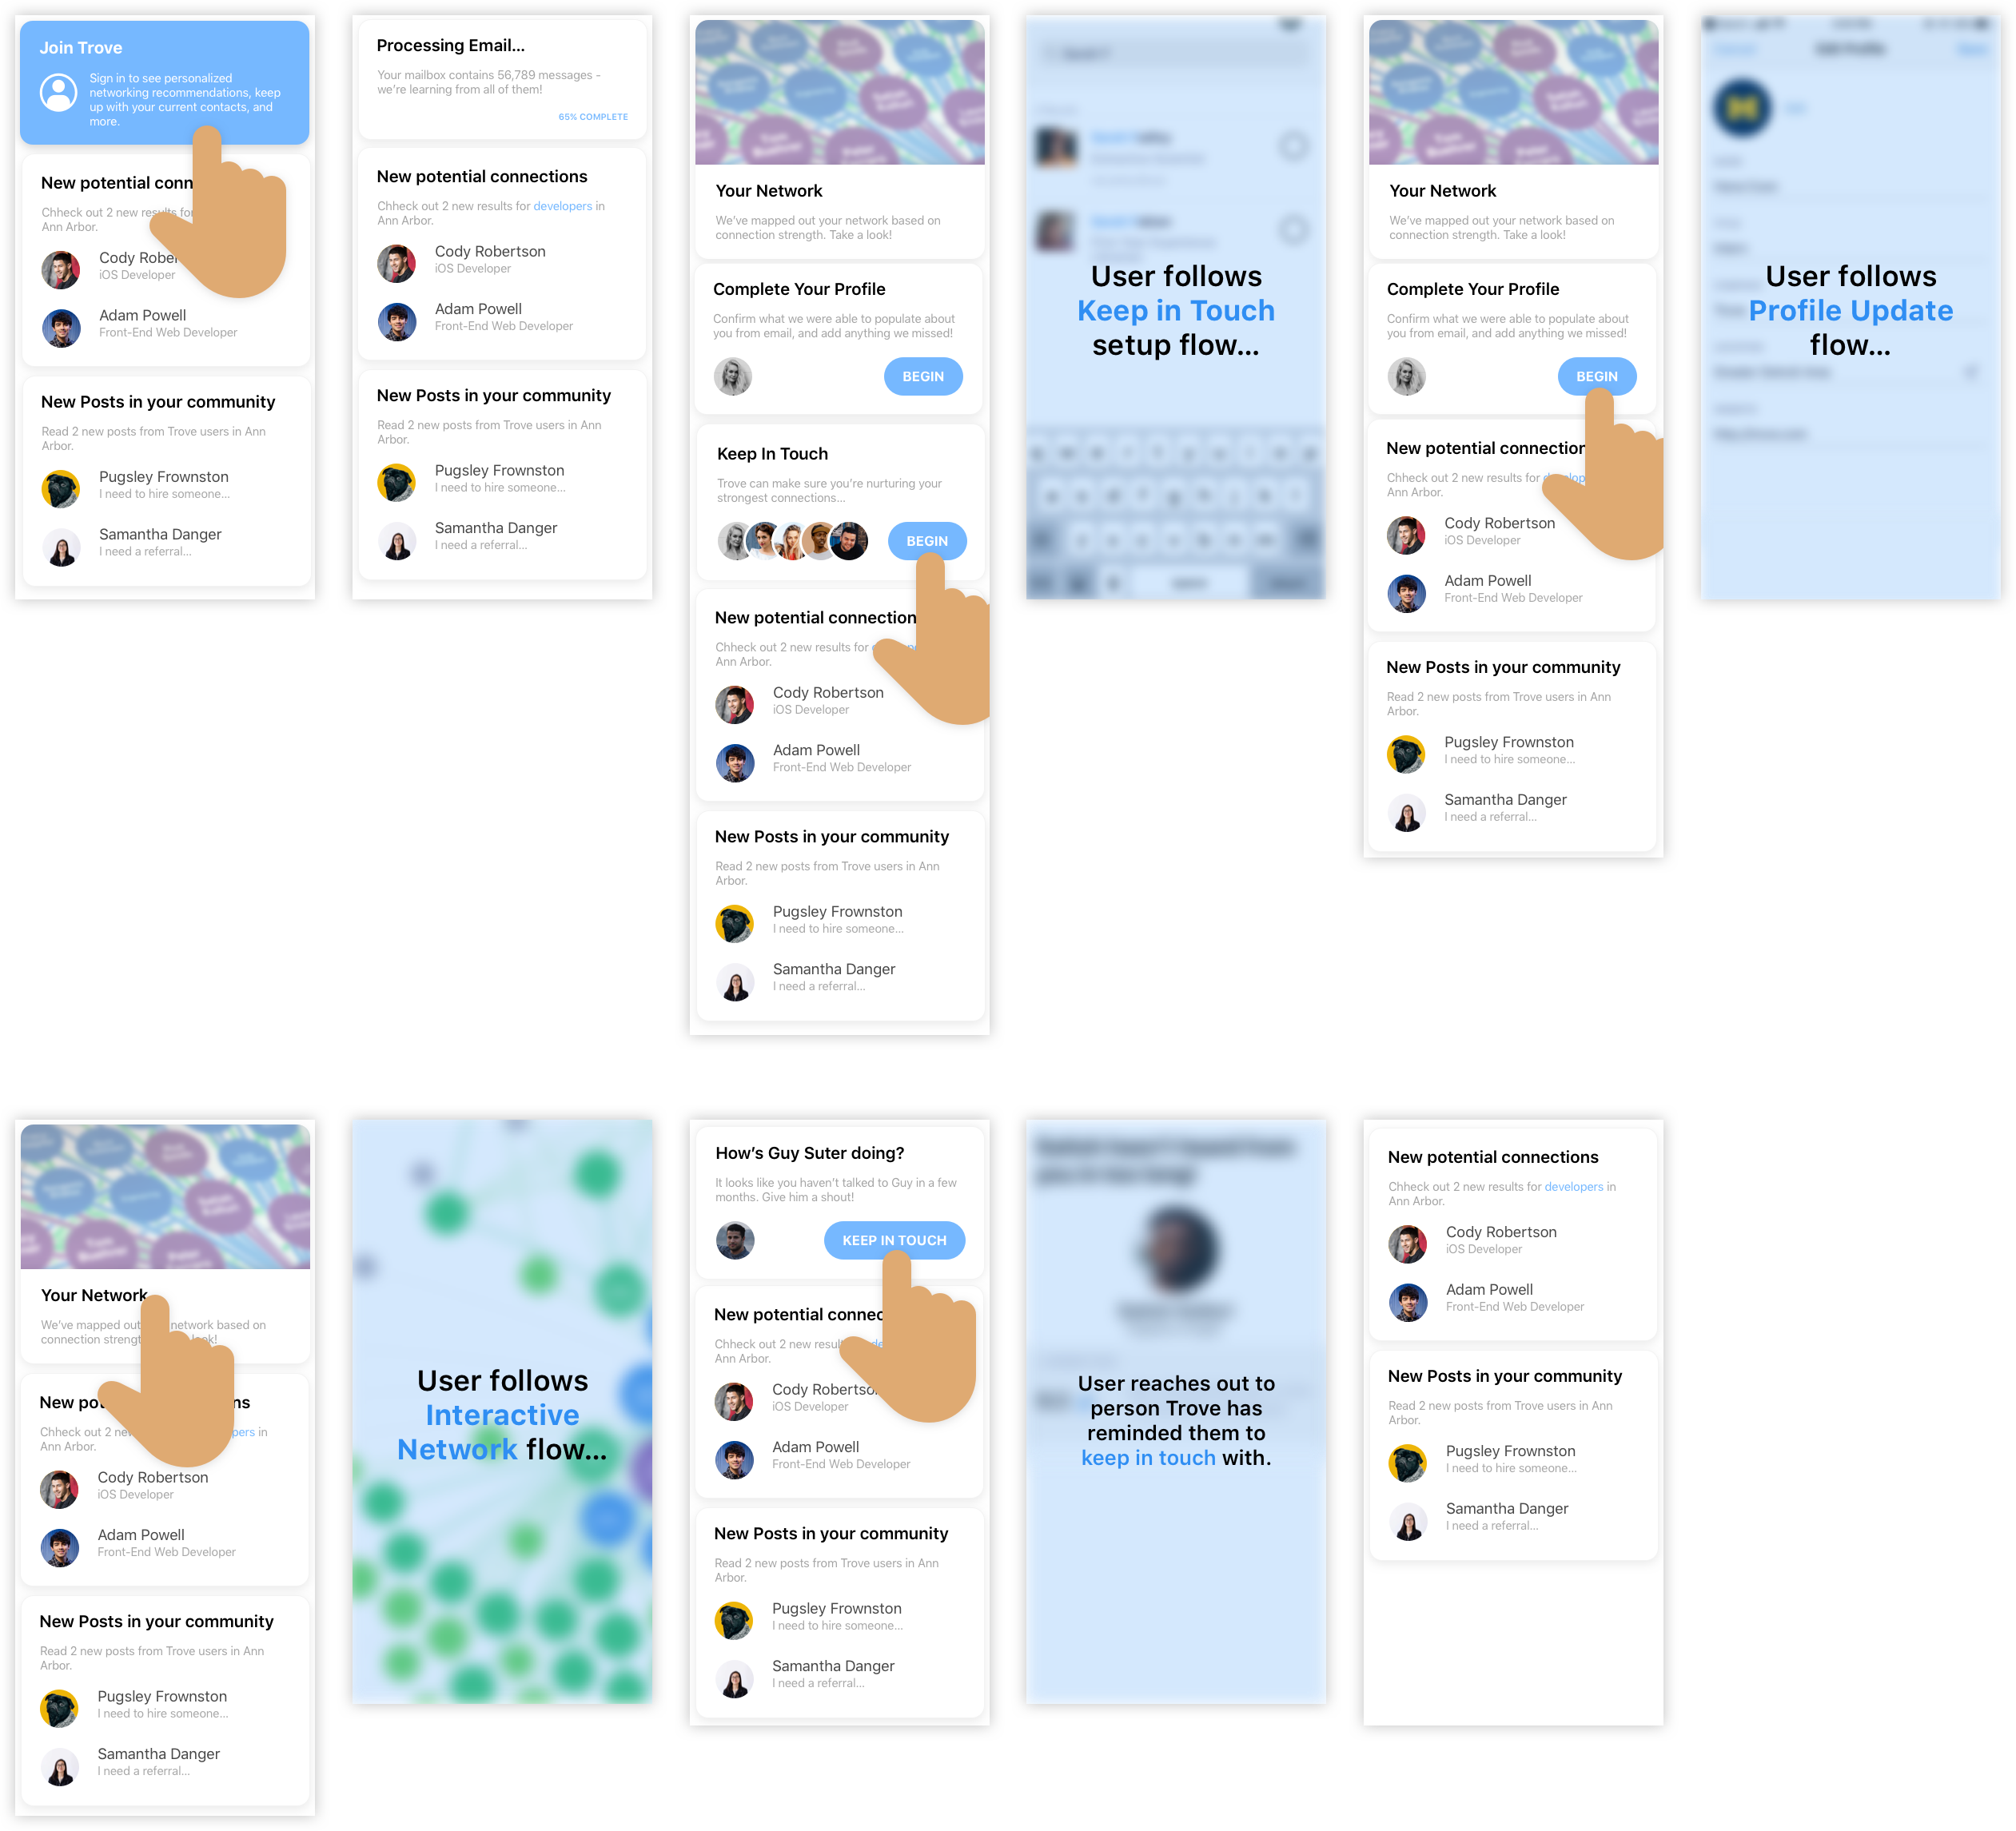 Join Trove
Sign in to see personalized
networking recommendations, keep
up with your current contacts, and
more.
New potential conn
Chheck out 2 new results for
Ann Arbor.
Cody Rober
iOS Developer
Adam Powell
Front-End Web Developer
New Posts in your community
Read 2 new posts from Trove users in Ann
Arbor.
Pugsley Frownston
I need to hire someone...
Samantha Danger
I need a referral...
Processing Email...
Your mailbox contains 56,789 messages -
we're learning from all of them!
65% COMPLETE
New potential connections
Chheck out 2 new results for developers in
Ann Arbor.
Cody Robertson
iOS Developer
Adam Powell
Front-End Web Developer
New Posts in your community
Read 2 new posts from Trove users in Ann
Arbor.
Pugsley Frownston
I need to hire someone...
Samantha Danger
I need a referral...
Your Network
We've mapped out your network based on
connection strength. Take a look!
Complete Your Profile
Confirm what we were able to populate about
you from email, and add anything we missed!
BEGIN
Keep In Touch
Trove can make sure you're nurturing your
strongest connections...
BEGIN
New potential connection
Chheck out 2 new results for
Ann Arbor.
Cody Robertson
iOS Developer
Adam Powell
Front-End Web Developer
New Posts in your community
Read 2 new posts from Trove users in Ann
Arbor.
Pugsley Frownston
I need to hire someone...
Samantha Danger
I need a referral...
User follows
Keep in Touch
setup flow...
Your Network
We've mapped out your network based on
connection strength. Take a look!
Complete Your Profile
Confirm what we were able to populate about
you from email, and add anything we missed!
BEGIN
New potential connection
Chheck out 2 new results for develop
Ann Arbor.
Cody Robertson
iOS Developer
Adam Powell
Front-End Web Developer
New Posts in your community
Read 2 new posts from Trove users in Ann
Arbor.
Pugsley Frownston
I need to hire someone...
Samantha Danger
I need a referral...
Edit Profile
User follows
Profile Update
flow...
Your Network
We've mapped out network based on
connection strengt look!
New po ns
Chheck out 2 new pers in
Ann Arbor.
Cody Robertson
iOS Developer
Adam Powell
Front-End Web Developer
New Posts in your community
Read 2 new posts from Trove users in Ann
Arbor.
Pugsley Frownston
I need to hire someone...
Samantha Danger
I need a referral...
User follows
Interactive
Network flow...
How's Guy Suter doing?
It looks like you haven't talked to Guy in a few
months. Give him a shout!
KEEP IN TOUCH
New potential connec
Chheck out 2 new resul de
Ann Arbor.
Cody Robertso
iOS Developer
Adam Powell
Front-End Web Developer
New Posts in your community
Read 2 new posts from Trove users in Ann
Arbor.
Pugsley Frownston
I need to hire someone...
Samantha Danger
I need a referral...
User reaches out to
person Trove has
reminded them to
keep in touch with.
New potential connections
Chheck out 2 new results for developers in
Ann Arbor.
Cody Robertson
iOS Developer
Adam Powell
Front-End Web Developer
New Posts in your community
Read 2 new posts from Trove users in Ann
Arbor.
Pugsley Frownston
I need to hire someone...
Samantha Danger
I need a referral...